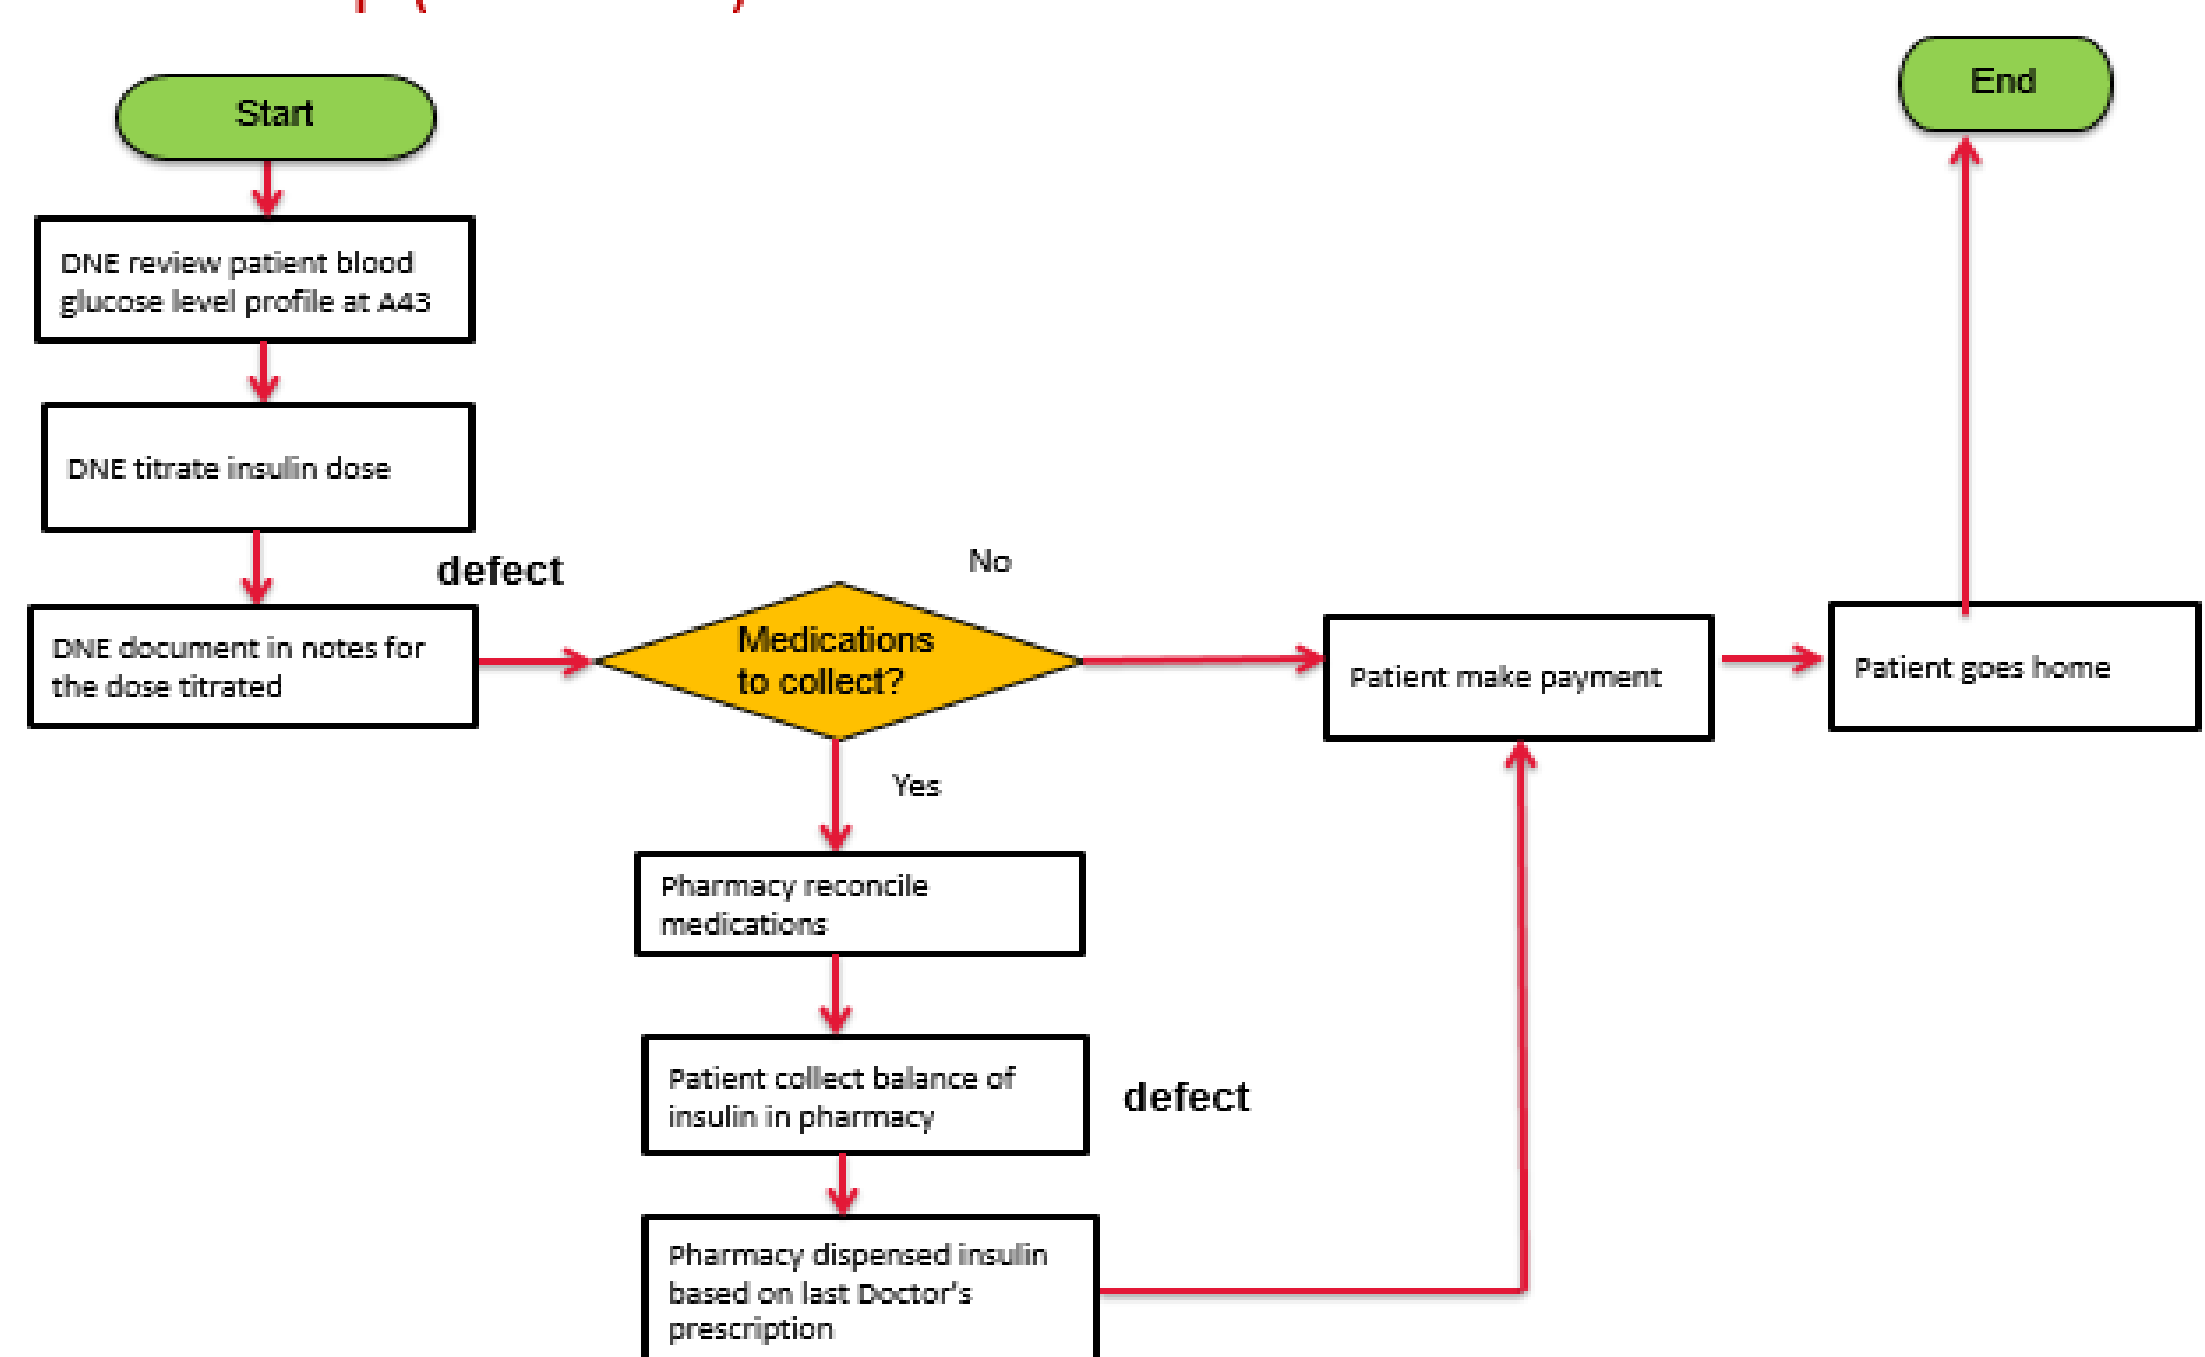 Start
End
DNE review patient blood
glucose level profile at A43
DNE titrate insulin dose
defect
No
DNE document in notes for
the dose titrated
Medications
to collect?
Patient make payment
Patient goes home
Yes
Pharmacy reconcile
medications
Patient collect balance of
insulin in pharmacy
defect
Pharmacy dispensed insulin
based on last Doctor's
prescription